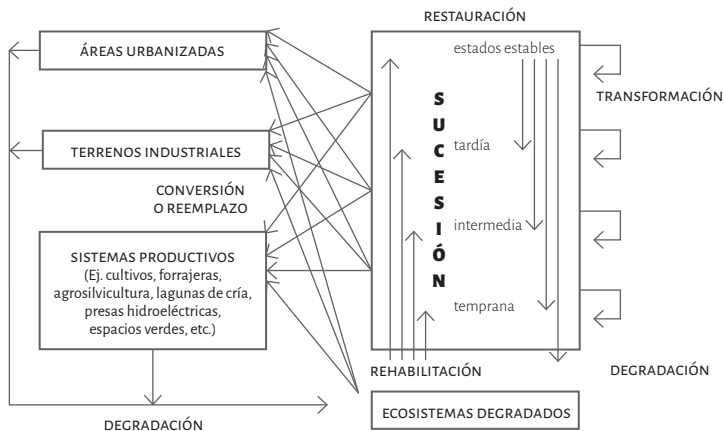 RESTAURACIÓN
ÁREAS URBANIZADAS
TERRENOS INDUSTRIALES
CONVERSIÓN
O REEMPLAZO
SISTEMAS PRODUCTIVOS
(Ej. cultivos, forrajeras,
agrosilvicultura, lagunas de cría,
presas hidroeléctricas,
espacios verdes, etc.)
DEGRADACIÓN
SUCESIÓN
estados estables
tardía
intermedia
temprana
TRANSFORMACIÓN
REHABILITACIÓN
DEGRADACIÓN
ECOSISTEMAS DEGRADADOS